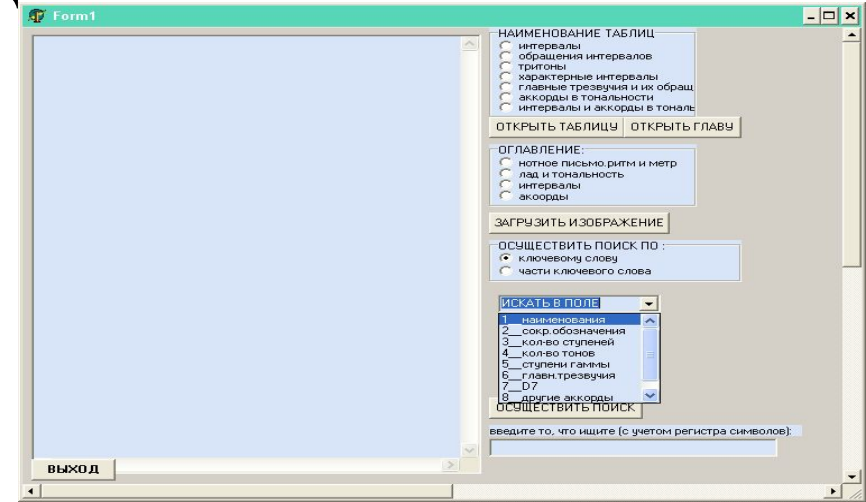 Form1
НАИМЕНОВАНИЕ ТАБЛИЦ
интервалы
обращения интервалов
тритоны
характерные интервалы
главные трезвучия и их обращ
аккорды в тональности
интервалы и аккорды в тональ
ОТКРЫТЬ ТАБЛИЦУ
ОТКРЫТЬ ГЛАВУ
ОГЛАВЛЕНИЕ:
нотное письмо.ритм и метр
лад и тональность
интервалы
акоорды
ЗАГРУЗИТЬ ИЗОБРАЖЕНИЕ
ОСУЩЕСТВИТЬ ПОИСК ПО :
ключевому слову
части ключевого слова
ИСКАТЬ В ПОЛЕ
1__наименования
2__сокр.обозначения
3__кол-во ступеней
4__кол-во тонов
5__ступени гаммы
6__главн.трезвучия
7__D7
8__другие аккорды
ОСУЩЕСТВИТЬ ПОИСК
введите то, что ищите (с учетом регистра символов):
ВЫХОД